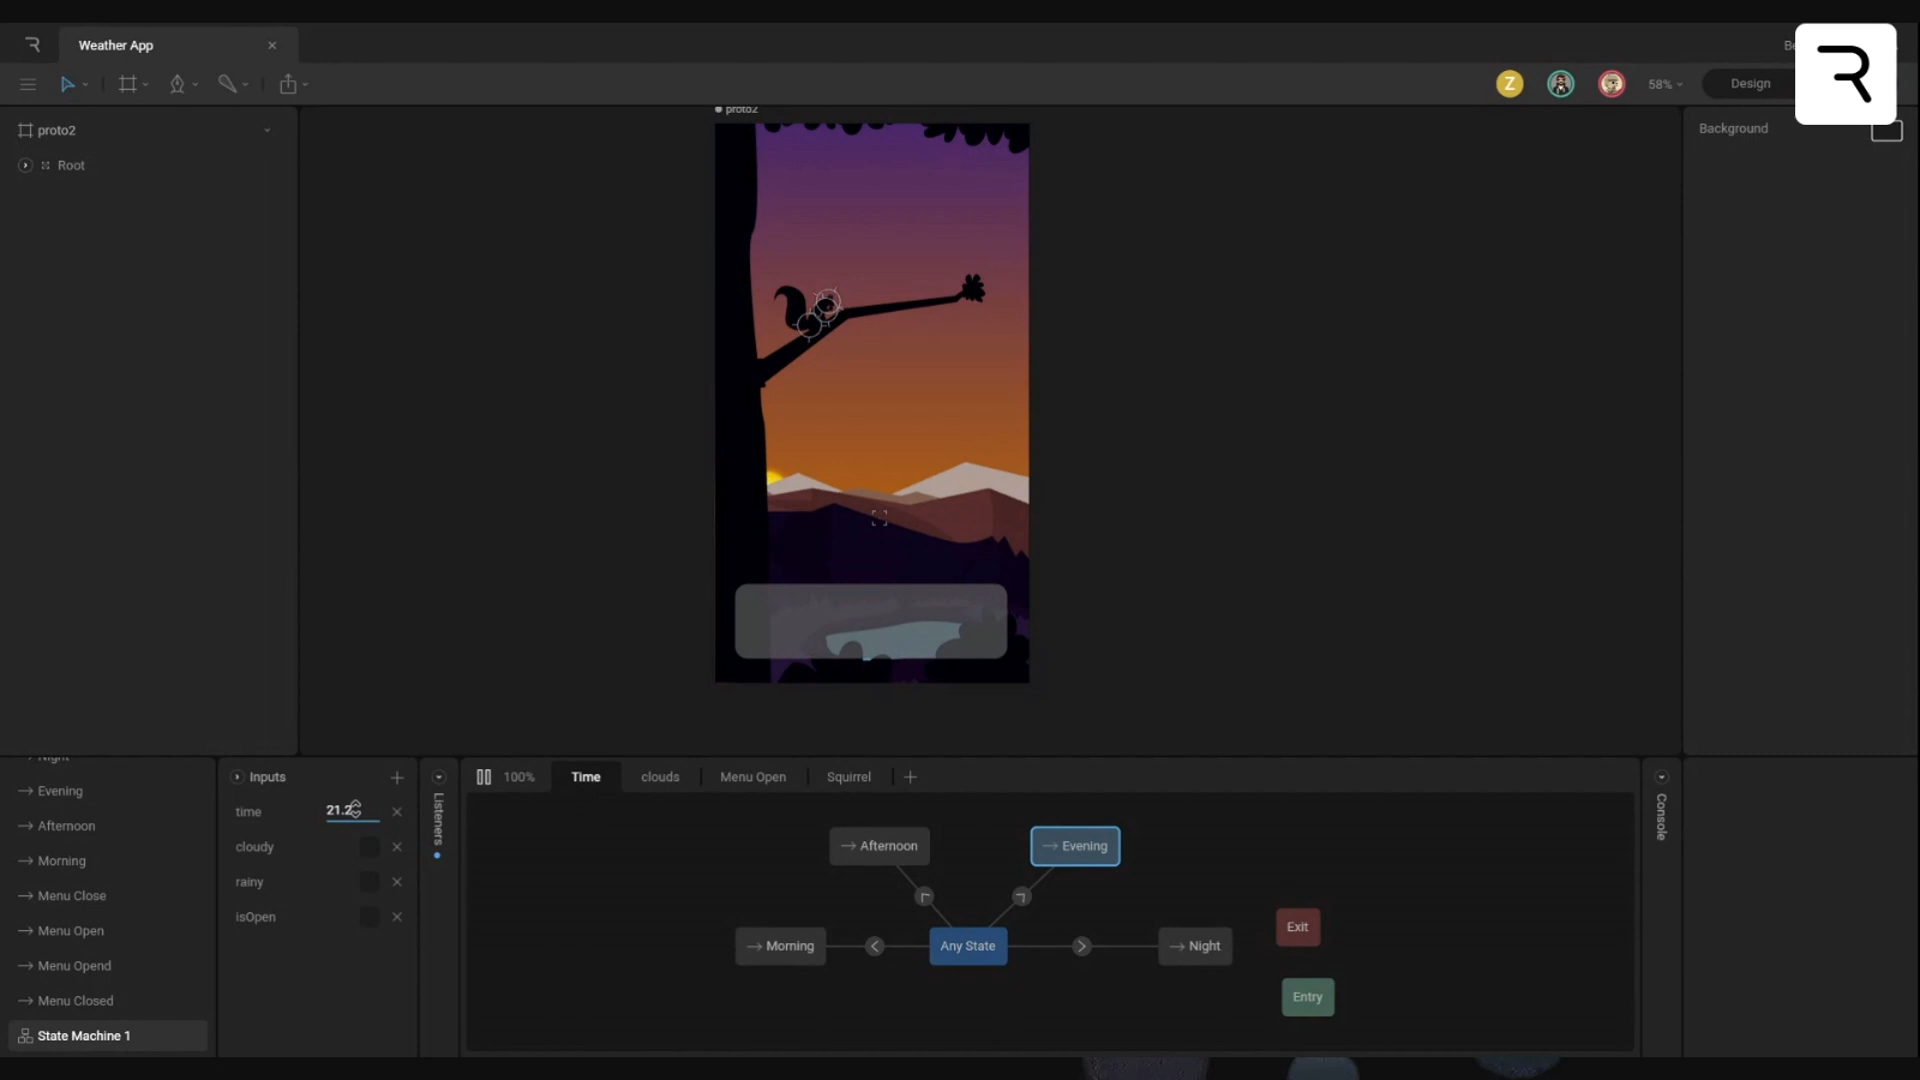 Weather App
Z
58%
Design
proto2
Background
proto2
Root
Evening
Afternoon
Morning
Menu Close
Menu Open
Menu Opend
Menu Closed
State Machine 1
Inputs
time 21.2
cloudy
rainy
isOpen
Listeners
100%
Time
clouds
Menu Open
Squirrel
Afternoon
Evening
Morning
Any State
Night
Exit
Entry
Console